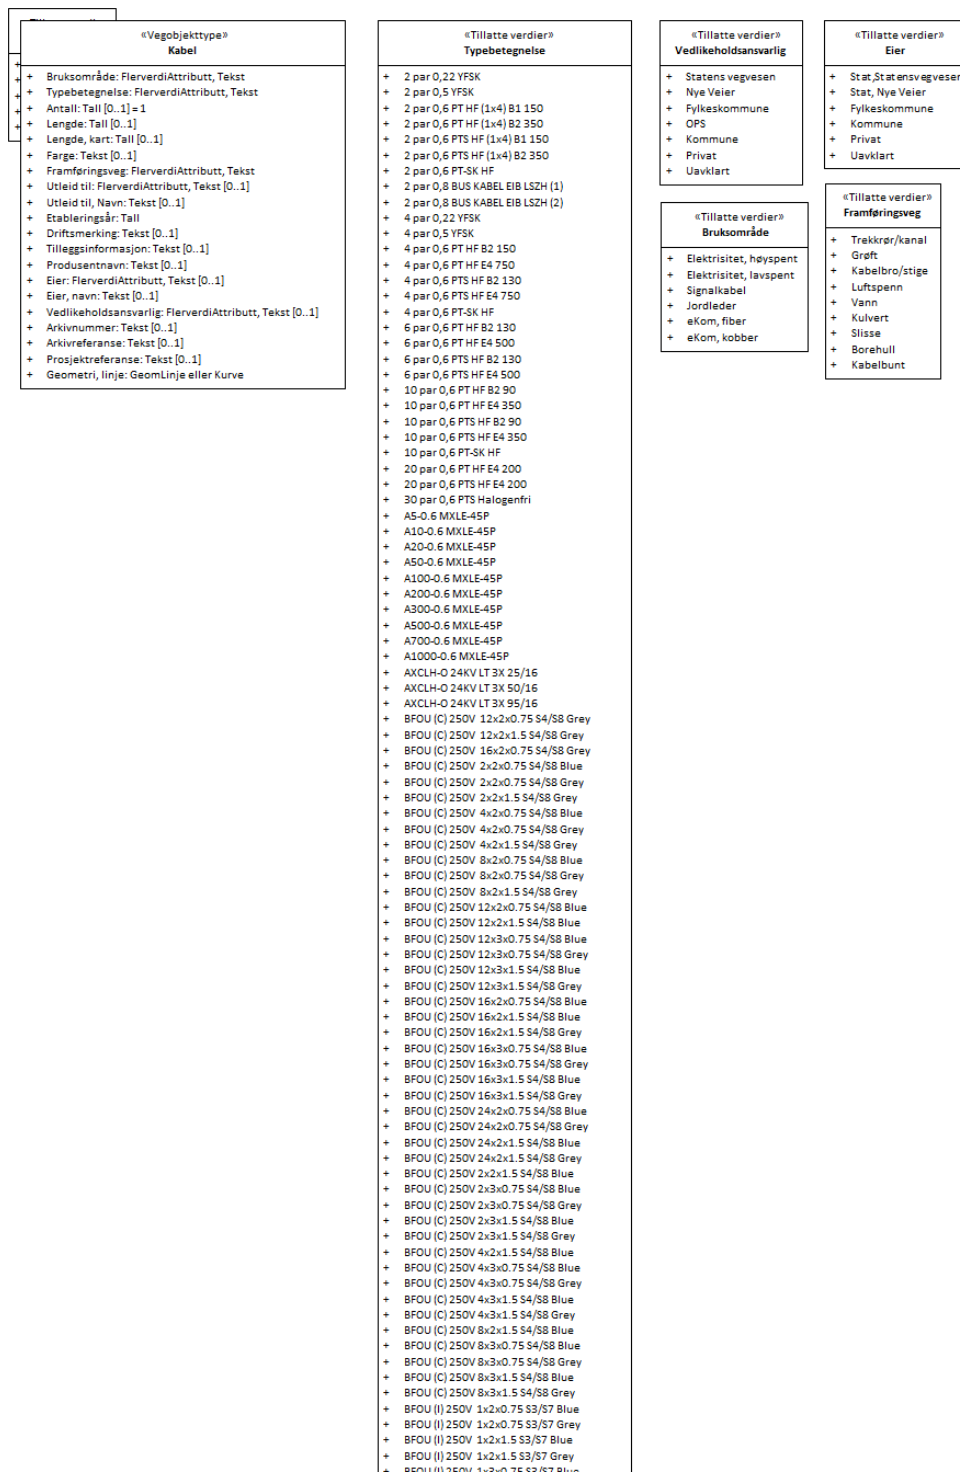 «Vegobjekttype»
Kabel
+ Bruksområde: FlerverdiAttributt, Tekst
+ Typebetegnelse: FlerverdiAttributt, Tekst
+ Antall: Tall [0..1] = 1
+ Lengde: Tall [0..1]
+ Lengde, kart: Tall [0..1]
+ Farge: Tekst [0..1]
+ Framføringsveg: FlerverdiAttributt, Tekst
+ Utleid til: FlerverdiAttributt, Tekst [0..1]
+ Utleid til, Navn: Tekst [0..1]
+ Etableringsår: Tall
+ Driftsmerking: Tekst [0..1]
+ Tilleggsinformasjon: Tekst [0..1]
+ Produsentnavn: Tekst [0..1]
+ Eier: FlerverdiAttributt, Tekst [0..1]
+ Eier, navn: Tekst [0..1]
+ Vedlikeholdsansvarlig: FlerverdiAttributt, Tekst [0..1]
+ Arkivnummer: Tekst [0..1]
+ Arkivreferanse: Tekst [0..1]
+ Prosjektreferanse: Tekst [0..1]
+ Geometri, linje: GeomLinje eller Kurve
«Tillatte verdier»
Typebetegnelse
+ 2 par 0,22 YFSK
+ 2 par 0,5 YFSK
+ 2 par 0,6 PT HF (1x4) B1 150
+ 2 par 0,6 PT HF (1x4) B2 350
+ 2 par 0,6 PTS HF (1x4) B1 150
+ 2 par 0,6 PTS HF (1x4) B2 350
+ 2 par 0,6 PT-SK HF
+ 2 par 0,8 BUS KABEL EIB LSZH (1)
+ 2 par 0,8 BUS KABEL EIB LSZH (2)
+ 4 par 0,22 YFSK
+ 4 par 0,5 YFSK
+ 4 par 0,6 PT HF B2 150
+ 4 par 0,6 PT HF E4 750
+ 4 par 0,6 PTS HF B2 130
+ 4 par 0,6 PTS HF E4 750
+ 4 par 0,6 PT-SK HF
+ 6 par 0,6 PT HF B2 130
+ 6 par 0,6 PT HF E4 500
+ 6 par 0,6 PTS HF B2 130
+ 6 par 0,6 PTS HF E4 500
+ 10 par 0,6 PT HF B2 90
+ 10 par 0,6 PT HF E4 350
+ 10 par 0,6 PTS HF B2 90
+ 10 par 0,6 PTS HF E4 350
+ 10 par 0,6 PT-SK HF
+ 20 par 0,6 PT HF E4 200
+ 20 par 0,6 PTS HF E4 200
+ 30 par 0,6 PTS Halogenfri
+ A5-0.6 MXLE-45P
+ A10-0.6 MXLE-45P
+ A20-0.6 MXLE-45P
+ A50-0.6 MXLE-45P
+ A100-0.6 MXLE-45P
+ A200-0.6 MXLE-45P
+ A300-0.6 MXLE-45P
+ A500-0.6 MXLE-45P
+ A700-0.6 MXLE-45P
+ A1000-0.6 MXLE-45P
+ AXCLH-O 24KV LT 3X 25/16
+ AXCLH-O 24KV LT 3X 50/16
+ AXCLH-O 24KV LT 3X 95/16
+ BFOU (C) 250V 12x2x0.75 S4/S8 Grey
+ BFOU (C) 250V 12x2x1.5 S4/S8 Grey
+ BFOU (C) 250V 16x2x0.75 S4/S8 Grey
+ BFOU (C) 250V 2x2x0.75 S4/S8 Blue
+ BFOU (C) 250V 2x2x0.75 S4/S8 Grey
+ BFOU (C) 250V 2x2x1.5 S4/S8 Grey
+ BFOU (C) 250V 4x2x0.75 S4/S8 Blue
+ BFOU (C) 250V 4x2x0.75 S4/S8 Grey
+ BFOU (C) 250V 4x2x1.5 S4/S8 Grey
+ BFOU (C) 250V 8x2x0.75 S4/S8 Blue
+ BFOU (C) 250V 8x2x0.75 S4/S8 Grey
+ BFOU (C) 250V 8x2x1.5 S4/S8 Grey
+ BFOU (C) 250V 12x2x0.75 S4/S8 Blue
+ BFOU (C) 250V 12x2x1.5 S4/S8 Blue
+ BFOU (C) 250V 12x3x0.75 S4/S8 Blue
+ BFOU (C) 250V 12x3x0.75 S4/S8 Grey
+ BFOU (C) 250V 12x3x1.5 S4/S8 Blue
+ BFOU (C) 250V 12x3x1.5 S4/S8 Grey
+ BFOU (C) 250V 16x2x0.75 S4/S8 Blue
+ BFOU (C) 250V 16x2x1.5 S4/S8 Blue
+ BFOU (C) 250V 16x2x1.5 S4/S8 Grey
+ BFOU (C) 250V 16x3x0.75 S4/S8 Blue
+ BFOU (C) 250V 16x3x0.75 S4/S8 Grey
+ BFOU (C) 250V 16x3x1.5 S4/S8 Blue
+ BFOU (C) 250V 16x3x1.5 S4/S8 Grey
+ BFOU (C) 250V 24x2x0.75 S4/S8 Blue
+ BFOU (C) 250V 24x2x0.75 S4/S8 Grey
+ BFOU (C) 250V 24x2x1.5 S4/S8 Blue
+ BFOU (C) 250V 24x2x1.5 S4/S8 Grey
+ BFOU (C) 250V 2x2x1.5 S4/S8 Blue
+ BFOU (C) 250V 2x3x0.75 S4/S8 Blue
+ BFOU (C) 250V 2x3x0.75 S4/S8 Grey
+ BFOU (C) 250V 2x3x1.5 S4/S8 Blue
+ BFOU (C) 250V 2x3x1.5 S4/S8 Grey
+ BFOU (C) 250V 4x2x1.5 S4/S8 Blue
+ BFOU (C) 250V 4x3x0.75 S4/S8 Blue
+ BFOU (C) 250V 4x3x0.75 S4/S8 Grey
+ BFOU (C) 250V 4x3x1.5 S4/S8 Blue
+ BFOU (C) 250V 4x3x1.5 S4/S8 Grey
+ BFOU (C) 250V 8x2x1.5 S4/S8 Blue
+ BFOU (C) 250V 8x3x0.75 S4/S8 Blue
+ BFOU (C) 250V 8x3x0.75 S4/S8 Grey
+ BFOU (C) 250V 8x3x1.5 S4/S8 Blue
+ BFOU (C) 250V 8x3x1.5 S4/S8 Grey
+ BFOU (I) 250V 1x2x0.75 S3/S7 Blue
+ BFOU (I) 250V 1x2x0.75 S3/S7 Grey
+ BFOU (I) 250V 1x2x1.5 S3/S7 Blue
+ BFOU (I) 250V 1x2x1.5 S3/S7 Grey
+ BFOU (I) 250V 1x3x0.75 S3/S7 Blue
«Tillatte verdier»
Vedlikeholdsansvarlig
+ Statens vegvesen
+ Nye Veier
+ Fylkeskommune
+ OPS
+ Kommune
+ Privat
+ Uavklart
«Tillatte verdier»
Bruksområde
+ Elektrisitet, høyspent
+ Elektrisitet, lavspent
+ Signalkabel
+ Jordleder
+ eKom, fiber
+ eKom, kobber
«Tillatte verdier»
Eier
+ Stat, Statens vegvesen
+ Stat, Nye Veier
+ Fylkeskommune
+ Kommune
+ Privat
+ Uavklart
«Tillatte verdier»
Framføringsveg
+ Trekkrør/kanal
+ Grøft
+ Kabelbro/stige
+ Luftspenn
+ Vann
+ Kulvert
+ Slisse
+ Borehull
+ Kabelbunt